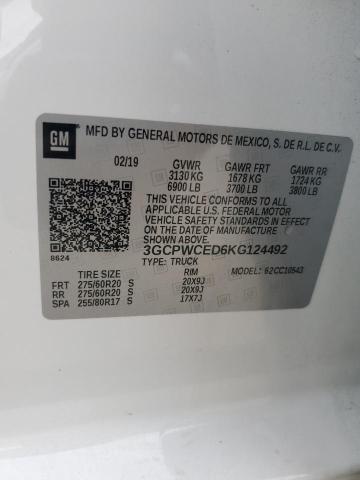 GM MFD BY GENERAL MOTORS DE MEXICO, S. DE R.L. DE C.V.
02/19 GVWR GAWR FRT GAWR RR
3130 KG 1678 KG 1724 KG
6900 LB 3700 LB 3800 LB
THIS VEHICLE CONFORMS TO ALL
APPLICABLE U.S. FEDERAL MOTOR
VEHICLE SAFETY STANDARDS IN
EFFECT ON THE DATE OF
MANUFACTURE SHOWN ABOVE.
8624 3GCPWCED6KG124492
TYPE: TRUCK MODEL: 62CC10543
TIRE SIZE RIM
FRT 275/60R20 S 20X9J
RR 275/60R20 S 20X9J
SPA 255/80R17 S 17X7J